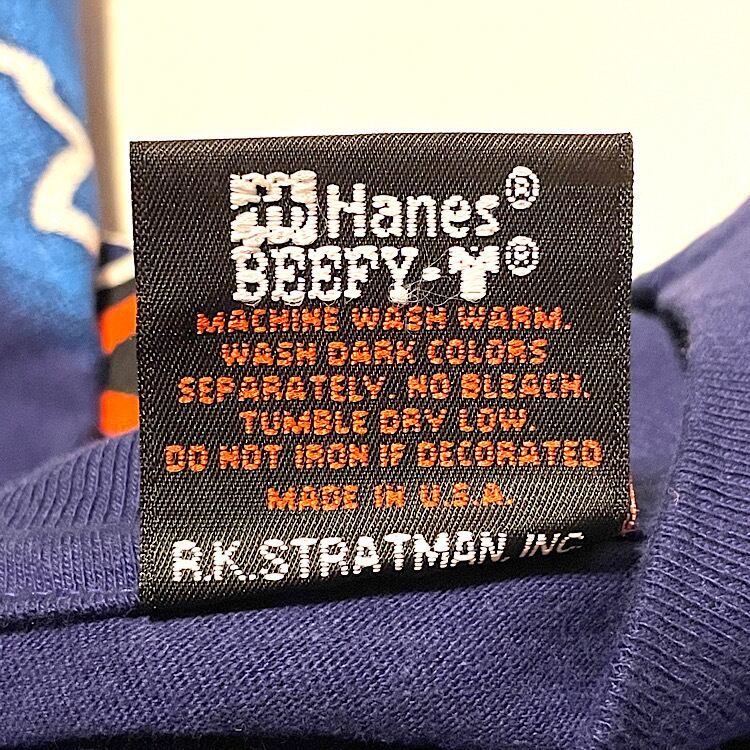 Hanes®
BEEFY-T®
MACHINE WASH WARM.
WASH DARK COLORS
SEPARATELY. NO BLEACH.
TUMBLE DRY LOW.
DO NOT IRON IF DECORATED
MADE IN U.S.A.
R.K.STRATMAN, INC